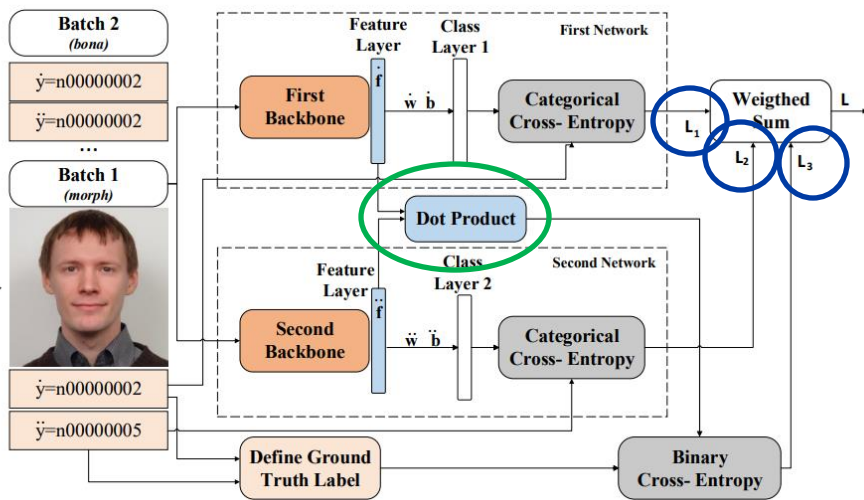 Batch 2
(bona)
ẏ=n00000002
ÿ=n00000002
...
Batch 1
(morph)
ẏ=n00000002
ÿ=n00000005
First Network
Feature
Layer
ḟ
Class
Layer 1
First
Backbone
ẇ ḃ
Categorical
Cross- Entropy
L₁
Weigthed
Sum
L
L₂
L₃
Dot Product
Second Network
Feature
Layer
f̈
Class
Layer 2
Second
Backbone
ẅ b̈
Categorical
Cross- Entropy
Define Ground
Truth Label
Binary
Cross- Entropy